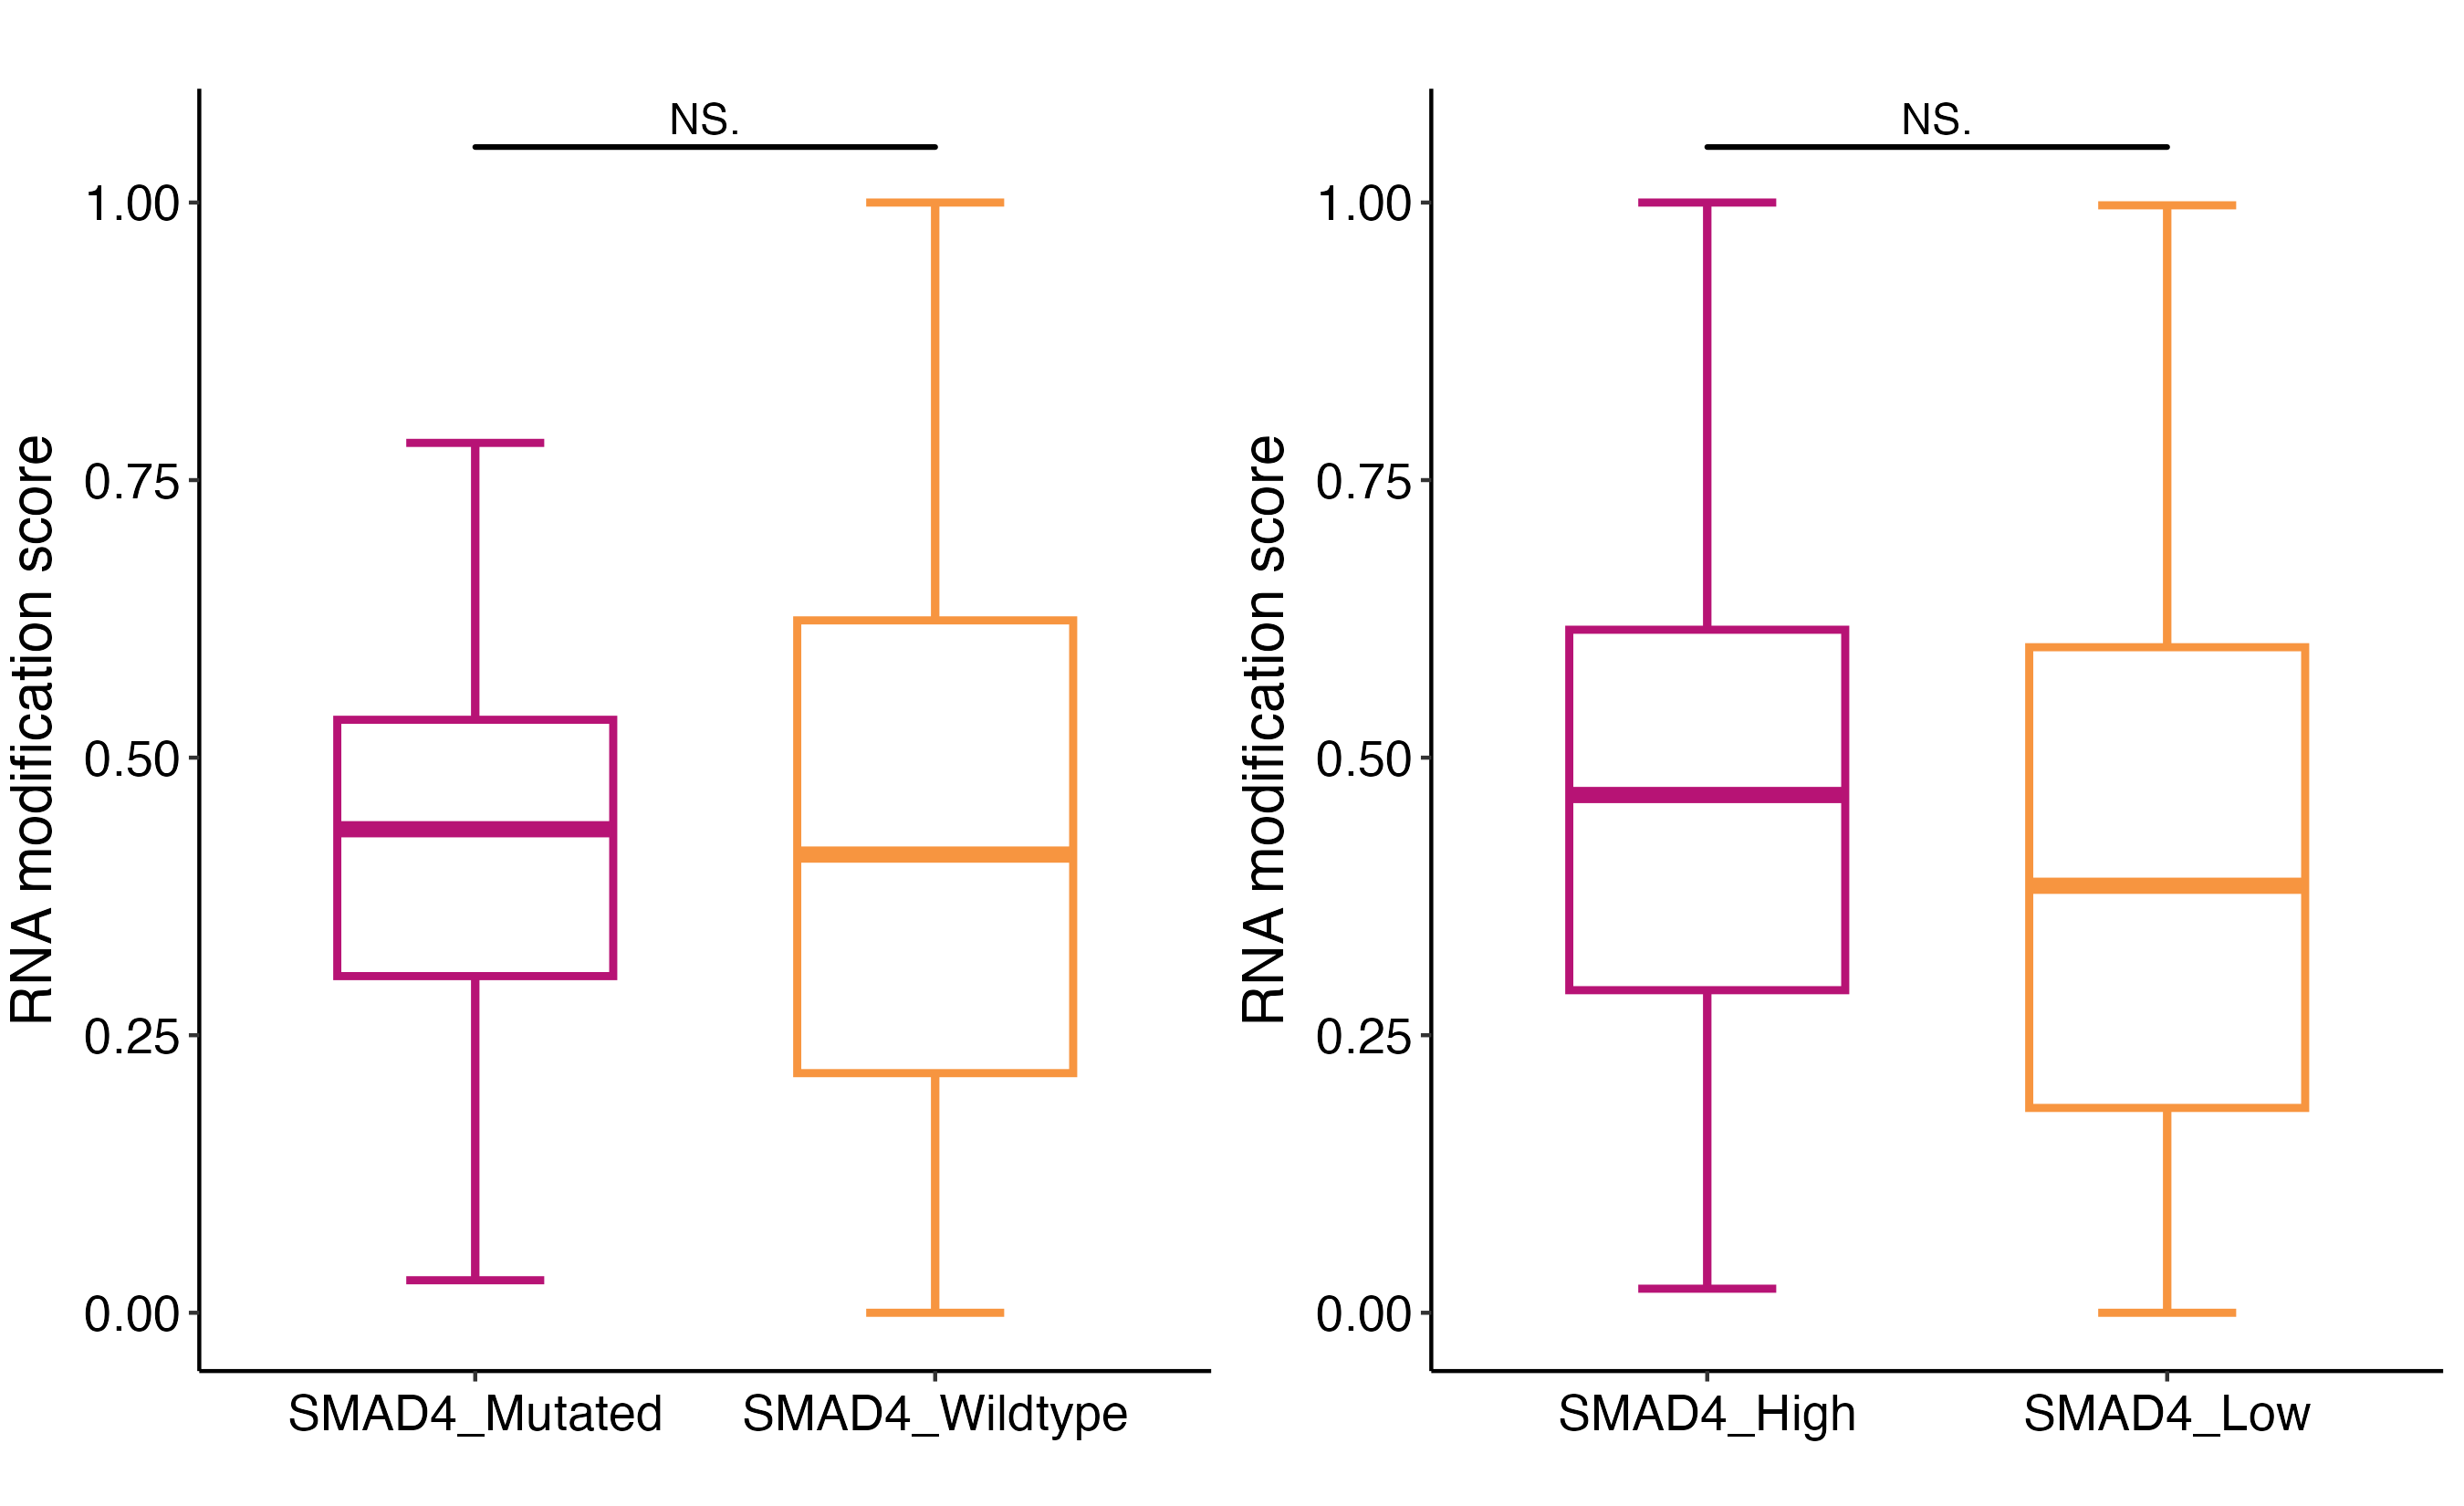 NS.
1.00
0.75
0.50
0.25
0.00
RNA modification score
SMAD4_Mutated
SMAD4_Wildtype
NS.
1.00
0.75
0.50
0.25
0.00
RNA modification score
SMAD4_High
SMAD4_Low